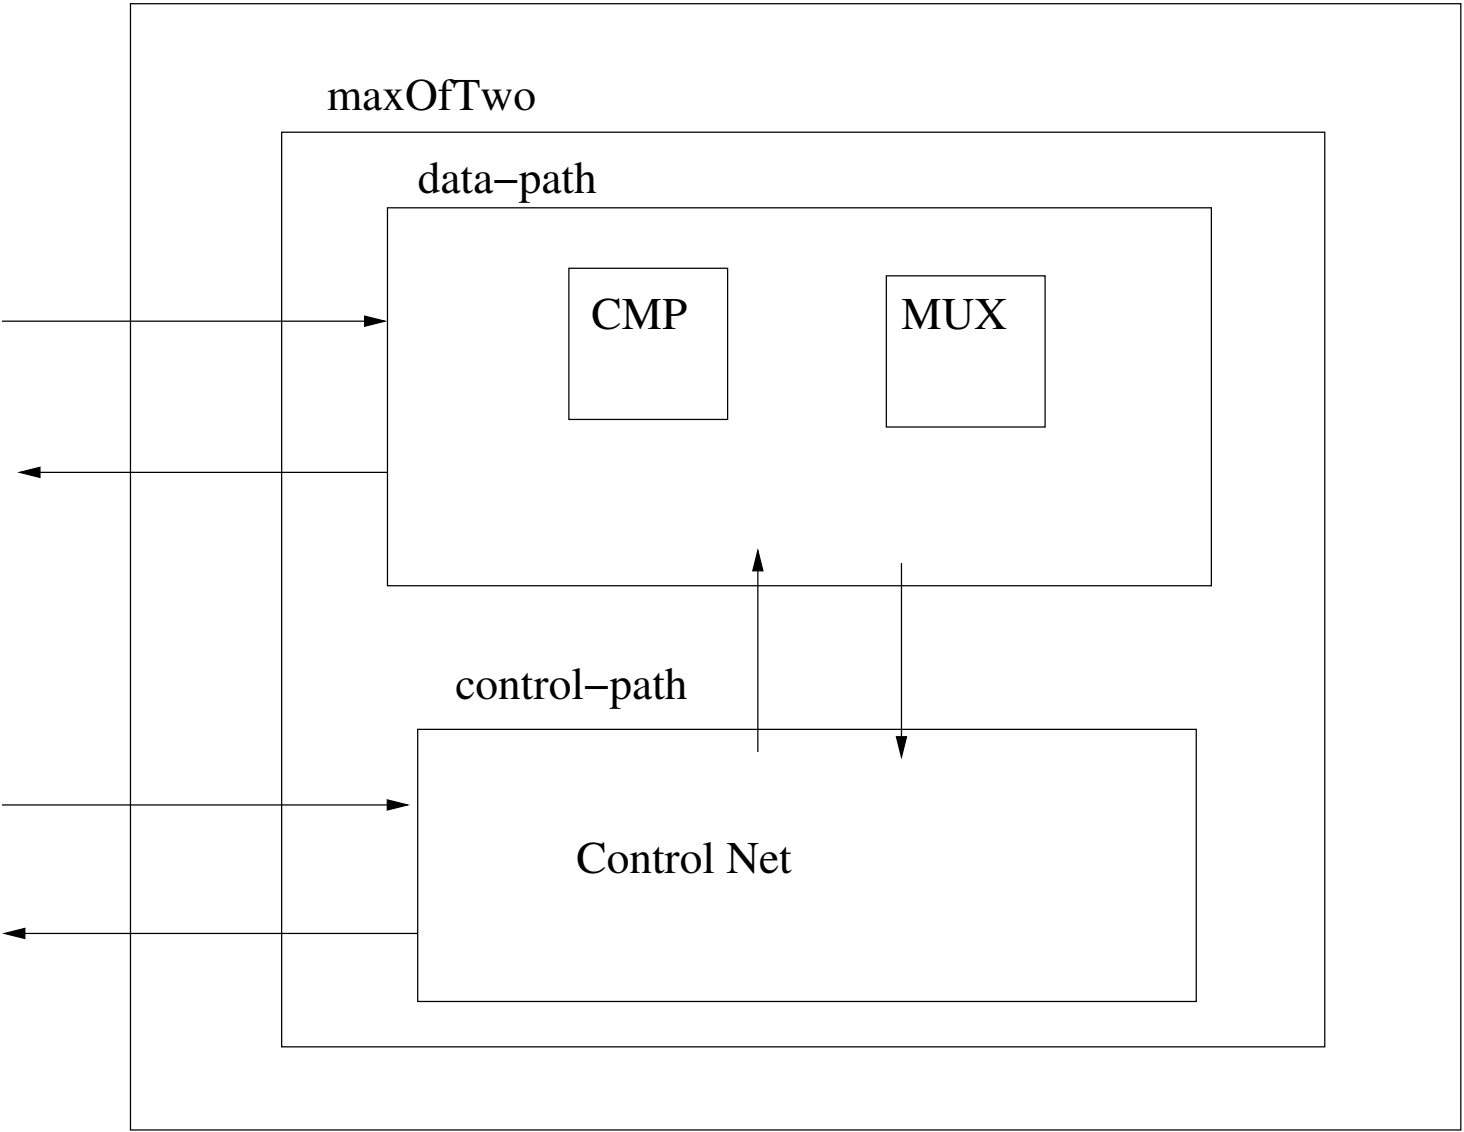 maxOfTwo
data−path
CMP
MUX
control−path
Control Net